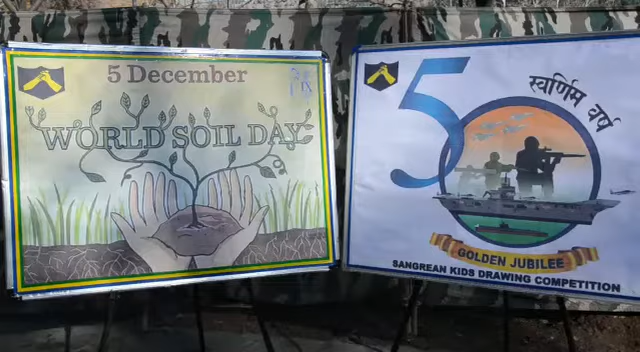 5 December
WORLD SOIL DAY
50
स्वर्णिम वर्ष
GOLDEN JUBILEE
SANGREAN KIDS DRAWING COMPETITION